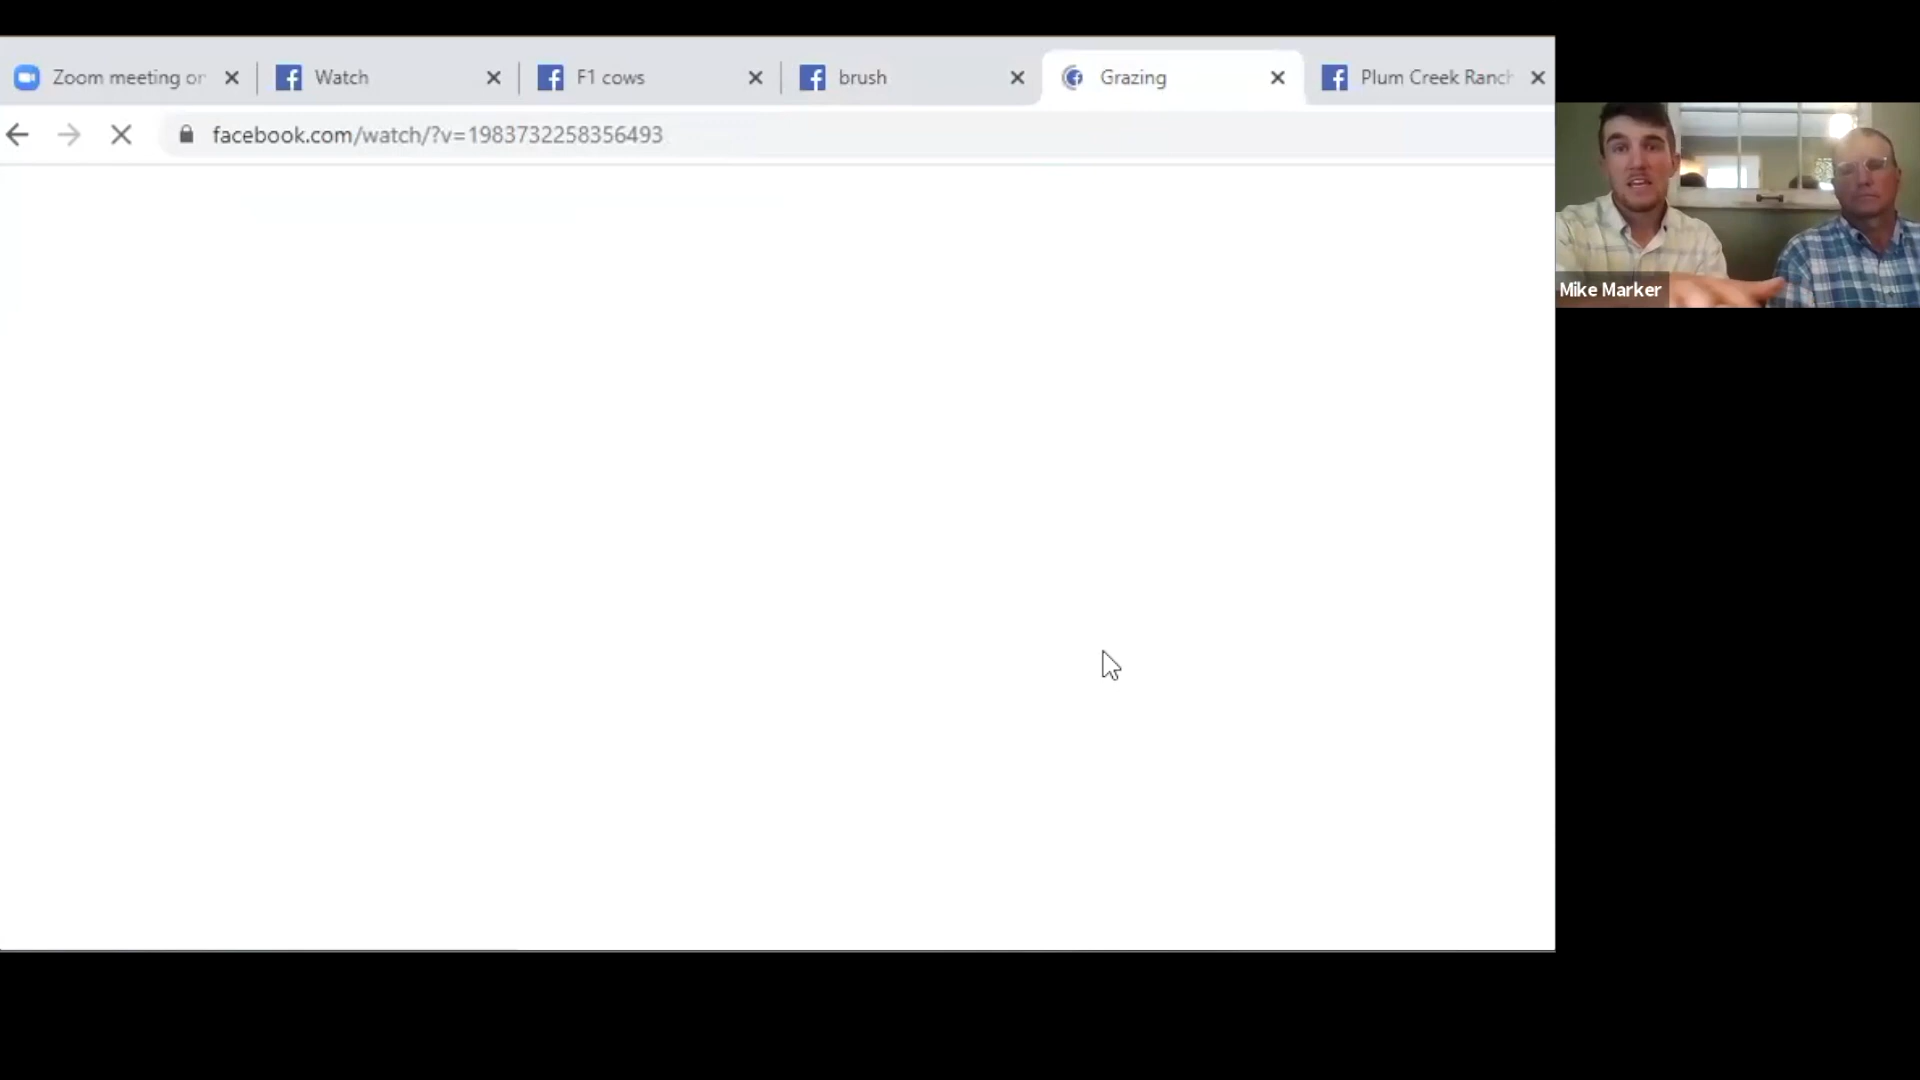 Zoom meeting or
Watch
F1 cows
brush
Grazing
Plum Creek Ranch
facebook.com/watch/?v=1983732258356493
Mike Marker